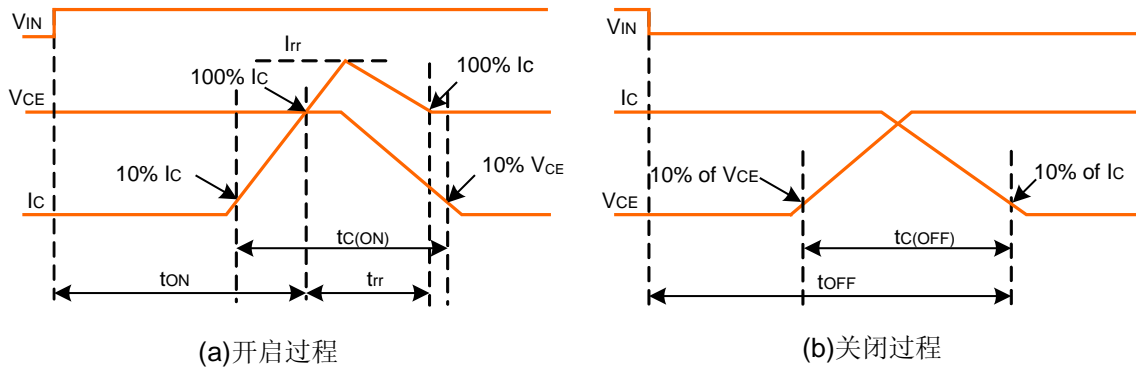 VIN
Irr
100% IC
100% IC
VCE
10% IC
10% VCE
IC
tC(ON)
tON
trr
(a)开启过程
VIN
IC
10% of VCE
10% of IC
VCE
tC(OFF)
tOFF
(b)关闭过程